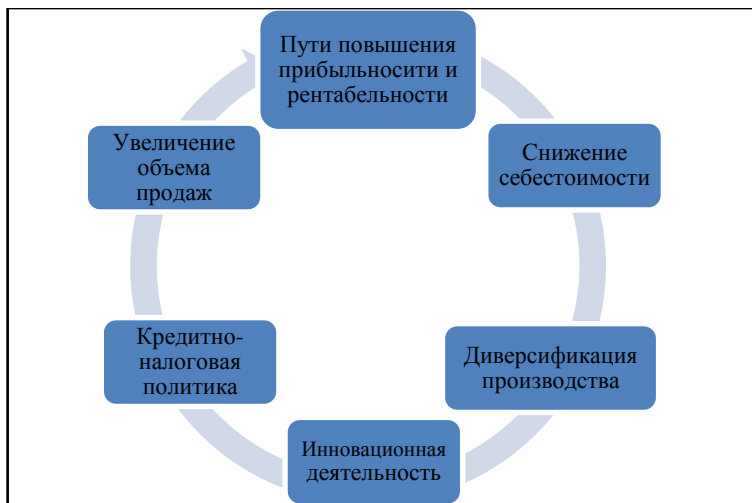 Пути повышения
прибыльносити и
рентабельности
Снижение
себестоимости
Диверсификация
производства
Инновационная
деятельность
Кредитно-
налоговая
политика
Увеличение
объема
продаж